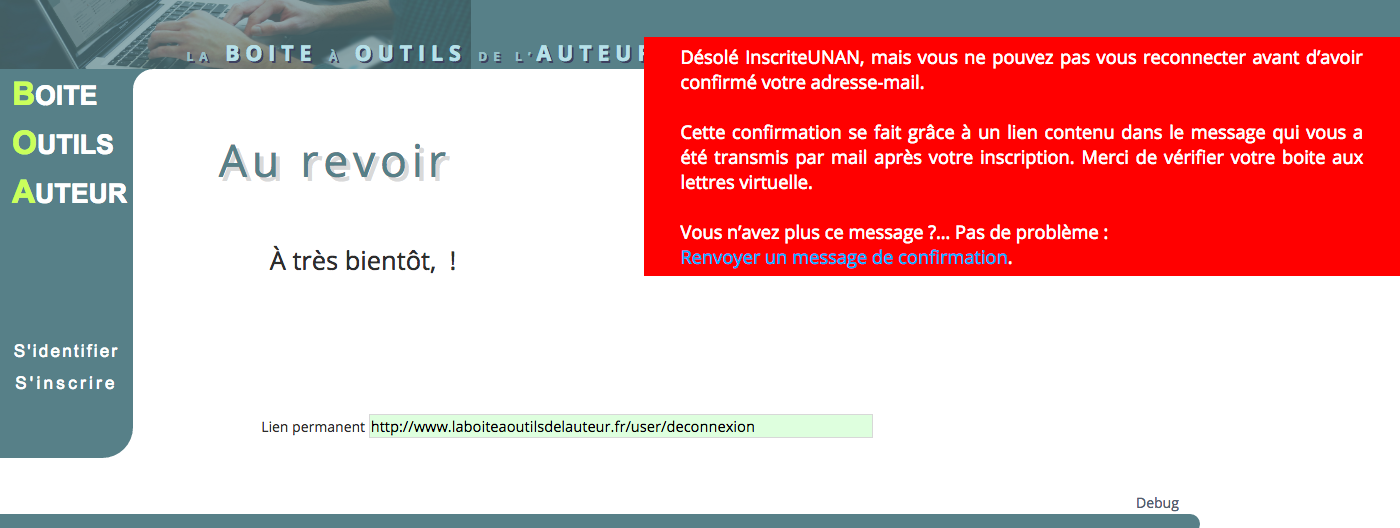 LA BOITE À OUTILS DE L'AUTEUR
Désolé InscriteUNAN, mais vous ne pouvez pas vous reconnecter avant d’avoir
confirmé votre adresse-mail.
Cette confirmation se fait grâce à un lien contenu dans le message qui vous a
été transmis par mail après votre inscription. Merci de vérifier votre boite aux
lettres virtuelle.
Vous n’avez plus ce message ?... Pas de problème :
Renvoyer un message de confirmation.
BOITE
OUTILS
AUTEUR
Au revoir
À très bientôt,  !
S'identifier
S'inscrire
Lien permanent http://www.laboiteaoutilsdelauteur.fr/user/deconnexion
Debug